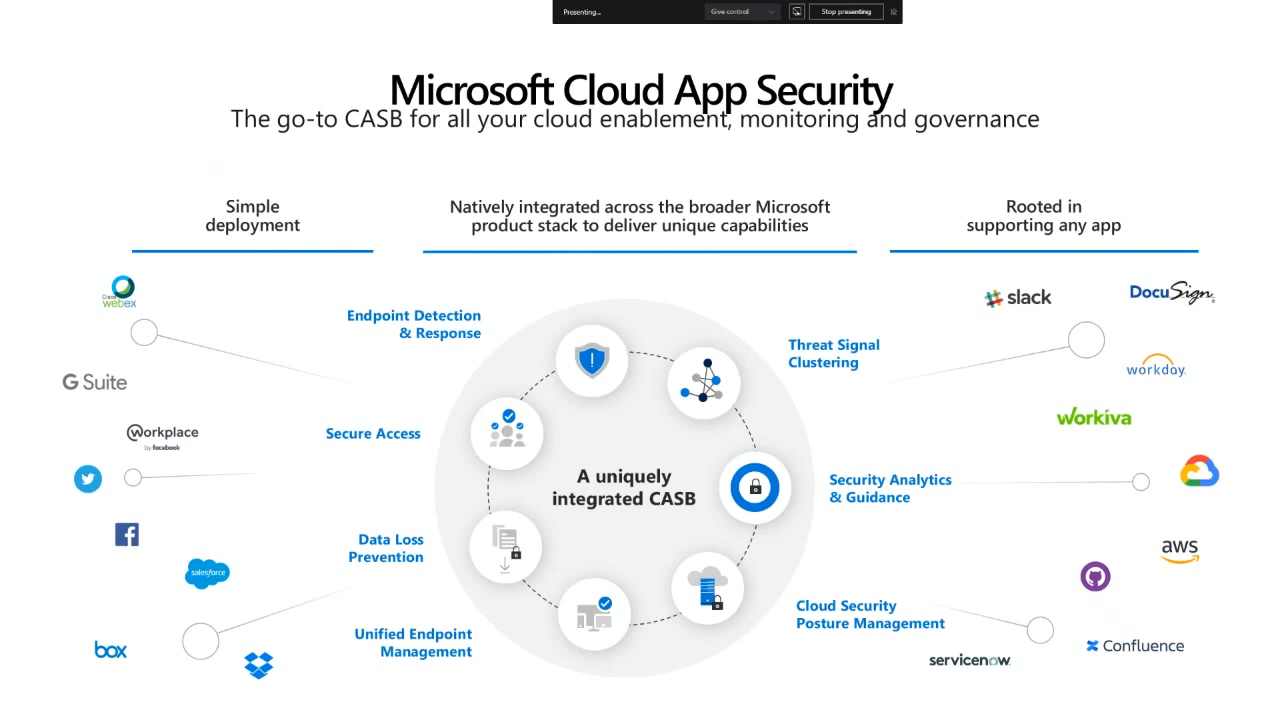 Presenting...
Give control
Stop presenting
Microsoft Cloud App Security
The go-to CASB for all your cloud enablement, monitoring and governance
Simple
deployment
Natively integrated across the broader Microsoft
product stack to deliver unique capabilities
Rooted in
supporting any app
Cisco
webex
G Suite
Workplace
by facebook
salesforce
box
Endpoint Detection
& Response
Secure Access
Data Loss
Prevention
Unified Endpoint
Management
A uniquely
integrated CASB
Threat Signal
Clustering
Security Analytics
& Guidance
Cloud Security
Posture Management
slack
DocuSign
workday.
workiva
aws
Confluence
servicenow